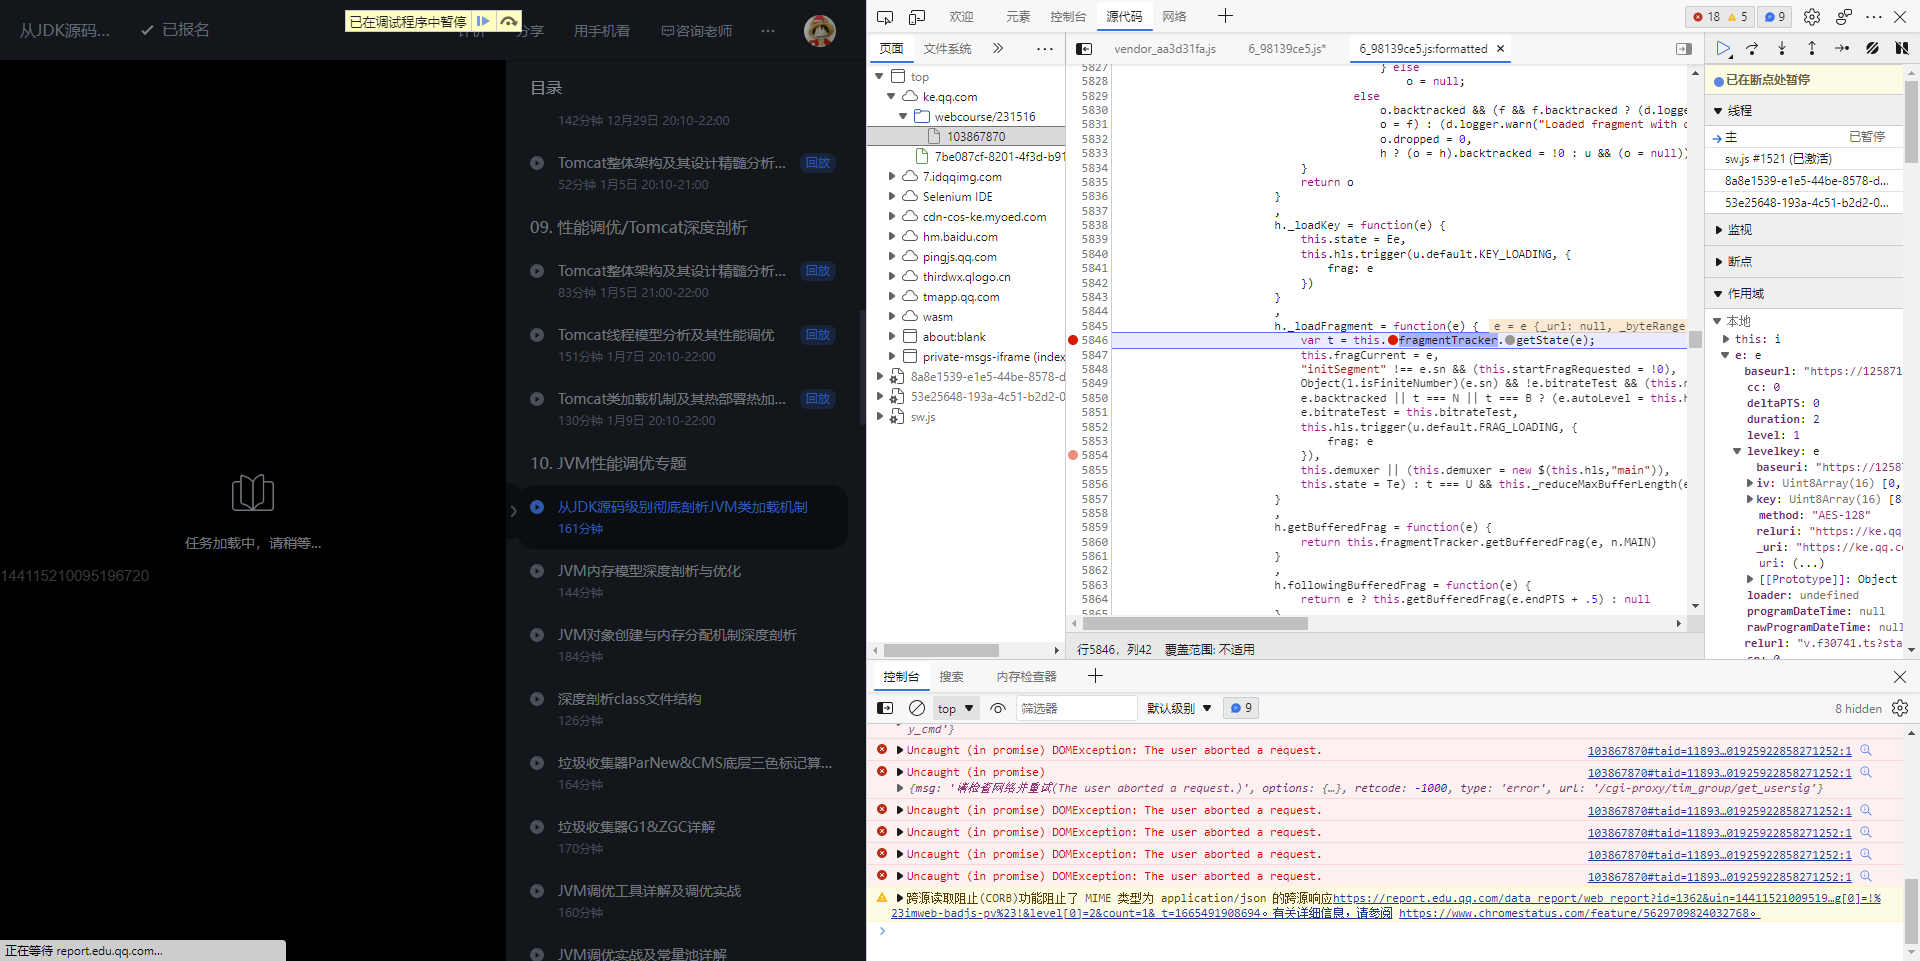 从JDK源码...
已报名
已在调试程序中暂停
分享
用手机看
咨询老师
目录
142分钟 12月29日 20:10-22:00
Tomcat整体架构及其设计精髓分析...
回放
52分钟 1月5日 20:10-21:00
09. 性能调优/Tomcat深度剖析
Tomcat整体架构及其设计精髓分析...
回放
83分钟 1月5日 21:00-22:00
Tomcat线程模型分析及其性能调优
回放
151分钟 1月7日 20:10-22:00
Tomcat类加载机制及其热部署热加...
回放
130分钟 1月9日 20:10-22:00
10. JVM性能调优专题
从JDK源码级别彻底剖析JVM类加载机制
161分钟
JVM内存模型深度剖析与优化
144分钟
JVM对象创建与内存分配机制深度剖析
184分钟
深度剖析class文件结构
126分钟
垃圾收集器ParNew&CMS底层三色标记算...
164分钟
垃圾收集器G1&ZGC详解
170分钟
JVM调优工具详解及调优实战
160分钟
JVM调优实战及常量池详解
任务加载中，请稍等...
144115210095196720
正在等待 report.edu.qq.com...
欢迎
元素
控制台
源代码
网络
18
5
9
页面
文件系统
top
ke.qq.com
webcourse/231516
103867870
7be087cf-8201-4f3d-b91
7.idqqimg.com
Selenium IDE
cdn-cos-ke.myoed.com
hm.baidu.com
pingjs.qq.com
thirdwx.qlogo.cn
tmapp.qq.com
wasm
about:blank
private-msgs-iframe (index
8a8e1539-e1e5-44be-8578-d
53e25648-193a-4c51-b2d2-0
sw.js
vendor_aa3d31fa.js
6_98139ce5.js*
6_98139ce5.js:formatted
5827 } else
5828 o = null;
5829 else
5830 o.backtracked && (f && f.backtracked ? (d.logge
5831 o = f) : (d.logger.warn("Loaded fragment with d
5832 o.dropped = 0,
5833 h ? (o = h).backtracked = !0 : u && (o = null))
5834 }
5835 return o
5836 }
5837 ,
5838 h._loadKey = function(e) {
5839 this.state = Ee,
5840 this.hls.trigger(u.default.KEY_LOADING, {
5841 frag: e
5842 })
5843 }
5844 ,
5845 h._loadFragment = function(e) { e = e {_url: null, _byteRange
5846 var t = this.fragmentTracker.getState(e);
5847 this.fragCurrent = e,
5848 "initSegment" !== e.sn && (this.startFragRequested = !0),
5849 Object(l.isFiniteNumber)(e.sn) && !e.bitrateTest && (this.n
5850 e.backtracked || t === N || t === B ? (e.autoLevel = this.h
5851 e.bitrateTest = this.bitrateTest,
5852 this.hls.trigger(u.default.FRAG_LOADING, {
5853 frag: e
5854 }),
5855 this.demuxer || (this.demuxer = new $(this.hls,"main")),
5856 this.state = Te) : t === U && this._reduceMaxBufferLength(e
5857 }
5858 ,
5859 h.getBufferedFrag = function(e) {
5860 return this.fragmentTracker.getBufferedFrag(e, n.MAIN)
5861 }
5862 ,
5863 h.followingBufferedFrag = function(e) {
5864 return e ? this.getBufferedFrag(e.endPTS + .5) : null
5865 }
行5846，列42 覆盖范围: 不适用
已在断点处暂停
线程
主
已暂停
sw.js #1521 (已激活)
8a8e1539-e1e5-44be-8578-d...
53e25648-193a-4c51-b2d2-0...
监视
断点
作用域
本地
this: i
e: e
baseurl: "https://125871
cc: 0
deltaPTS: 0
duration: 2
level: 1
levelkey: e
baseuri: "https://1258?
iv: Uint8Array(16) [0,
key: Uint8Array(16) [8
method: "AES-128"
reluri: "https://ke.qq
_uri: "https://ke.qq.c
uri: (...)
[[Prototype]]: Object
loader: undefined
programDateTime: null
rawProgramDateTime: null
relurl: "v.f30741.ts?sta
控制台
搜索
内存检查器
top
筛选器
默认级别
9
8 hidden
y_cmd'}
Uncaught (in promise) DOMException: The user aborted a request.
103867870#taid=11893…01925922858271252:1
Uncaught (in promise)
103867870#taid=11893…01925922858271252:1
{msg: '请检查网络并重试(The user aborted a request.)', options: {…}, retcode: -1000, type: 'error', url: '/cgi-proxy/tim_group/get_usersig'}
Uncaught (in promise) DOMException: The user aborted a request.
103867870#taid=11893…01925922858271252:1
Uncaught (in promise) DOMException: The user aborted a request.
103867870#taid=11893…01925922858271252:1
Uncaught (in promise) DOMException: The user aborted a request.
103867870#taid=11893…01925922858271252:1
Uncaught (in promise) DOMException: The user aborted a request.
103867870#taid=11893…01925922858271252:1
跨源读取阻止(CORB)功能阻止了 MIME 类型为 application/json 的跨源响应https://report.edu.qq.com/data_report/web_report?id=1362&uin=14411521009519…g[0]=!%
23imweb-badjs-pv%23!&level[0]=2&count=1&_t=1665491908694。有关详细信息，请参阅 https://www.chromestatus.com/feature/5629709824032768。